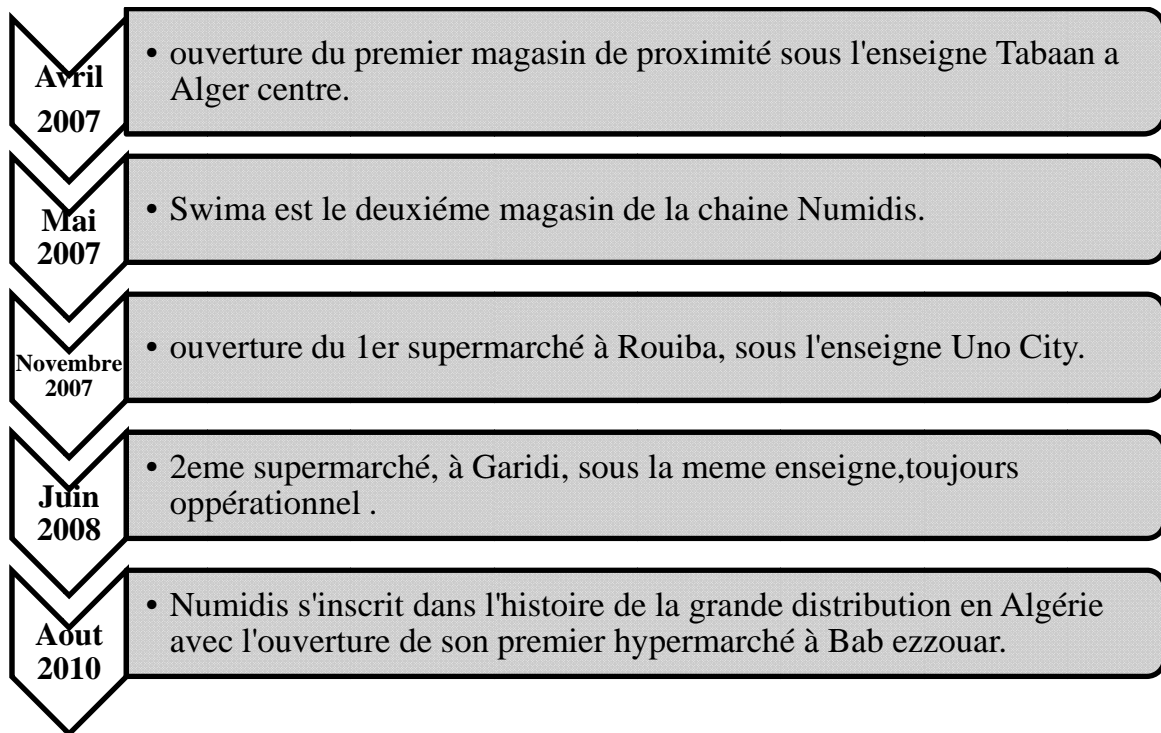 Avril
2007
• ouverture du premier magasin de proximité sous l'enseigne Tabaan a
Alger centre.
Mai
2007
• Swima est le deuxiéme magasin de la chaine Numidis.
Novembre
2007
• ouverture du 1er supermarché à Rouiba, sous l'enseigne Uno City.
Juin
2008
• 2eme supermarché, à Garidi, sous la meme enseigne,toujours
oppérationnel .
Aout
2010
• Numidis s'inscrit dans l'histoire de la grande distribution en Algérie
avec l'ouverture de son premier hypermarché à Bab ezzouar.